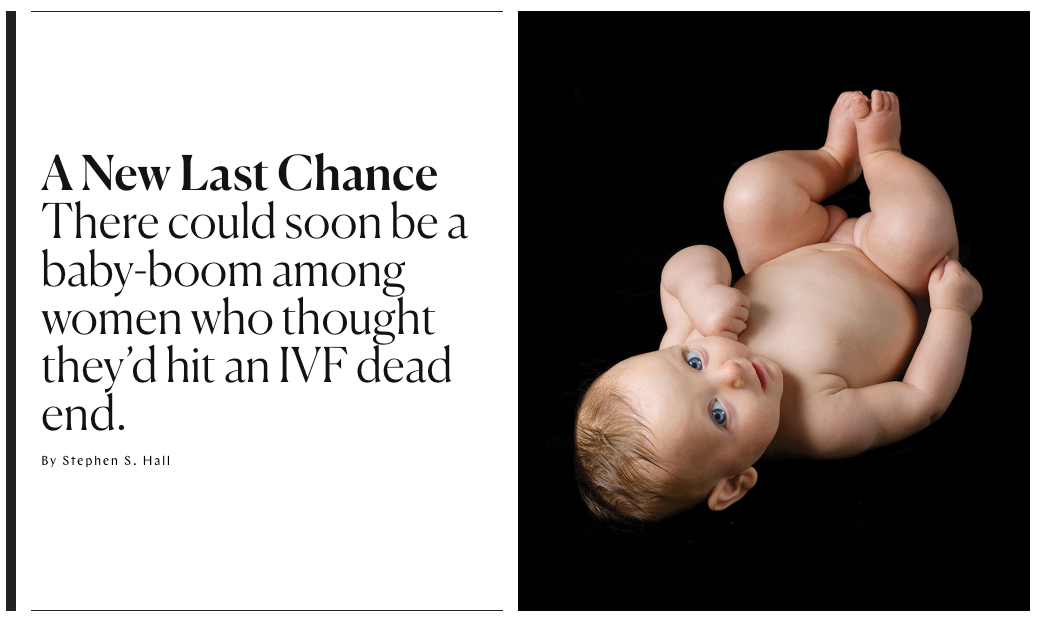 A New Last Chance
There could soon be a
baby-boom among
women who thought
they’d hit an IVF dead
end.
By Stephen S. Hall